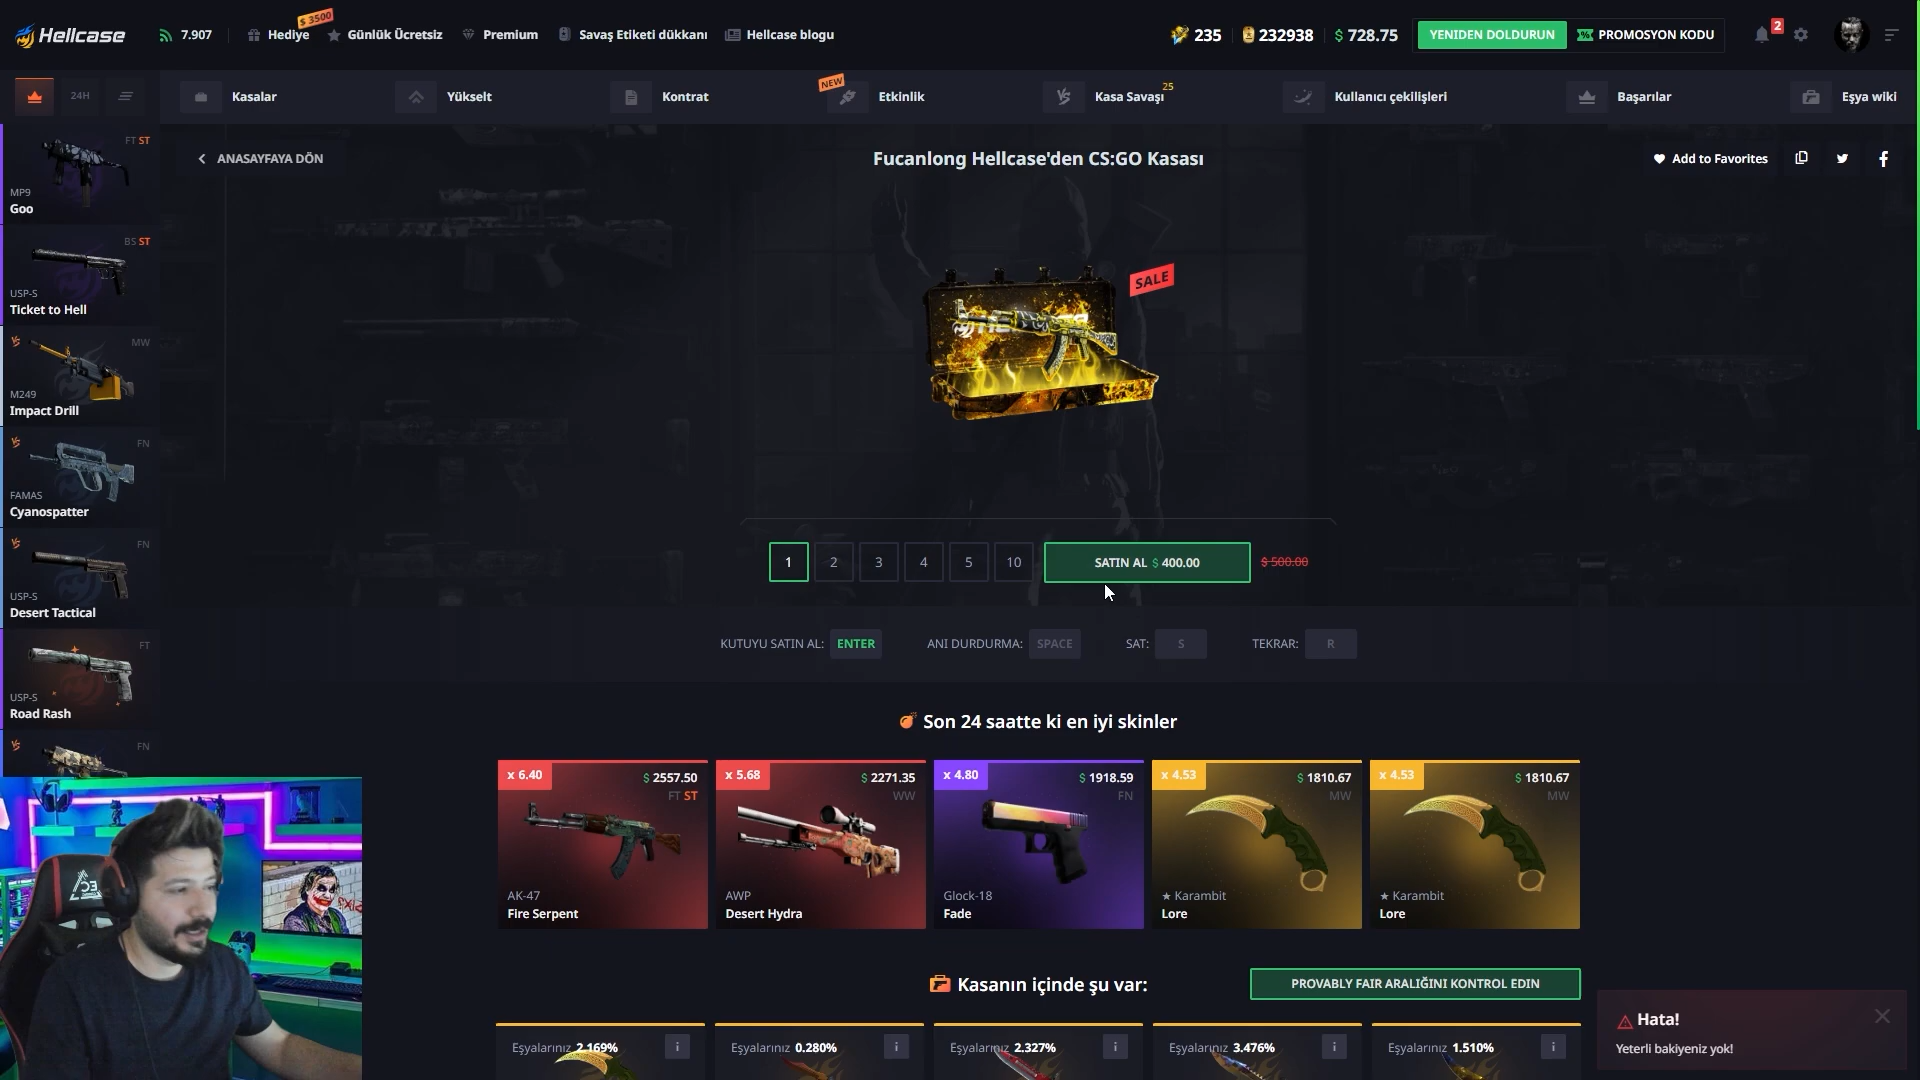 Hellcase
7.907
$ 3500
Hediye
Günlük Ücretsiz
Premium
Savaş Etiketi dükkanı
Hellcase blogu
235
232938
$ 728.75
YENIDEN DOLDURUN
PROMOSYON KODU
2
24H
Kasalar
Yükselt
Kontrat
NEW
Etkinlik
Kasa Savaşı
25
Kullanıcı çekilişleri
Başarılar
Eşya wiki
FT ST
MP9
Goo
BS ST
USP-S
Ticket to Hell
MW
M249
Impact Drill
FN
FAMAS
Cyanospatter
FN
USP-S
Desert Tactical
FT
USP-S
Road Rash
FN
ANASAYFAYA DÖN
Fucanlong Hellcase'den CS:GO Kasası
Add to Favorites
SALE
1 2 3 4 5 10
SATIN AL $ 400.00
$ 500.00
KUTUYU SATIN AL: ENTER
ANI DURDURMA: SPACE
SAT: S
TEKRAR: R
Son 24 saatte ki en iyi skinler
x 6.40
$ 2557.50
FT ST
AK-47
Fire Serpent
x 5.68
$ 2271.35
WW
AWP
Desert Hydra
x 4.80
$ 1918.59
FN
Glock-18
Fade
x 4.53
$ 1810.67
MW
★ Karambit
Lore
x 4.53
$ 1810.67
MW
★ Karambit
Lore
Kasanın içinde şu var:
PROVABLY FAIR ARALIĞINI KONTROL EDIN
Eşyalarınız 2.169%
Eşyalarınız 0.280%
Eşyalarınız 2.327%
Eşyalarınız 3.476%
Eşyalarınız 1.510%
Hata!
Yeterli bakiyeniz yok!